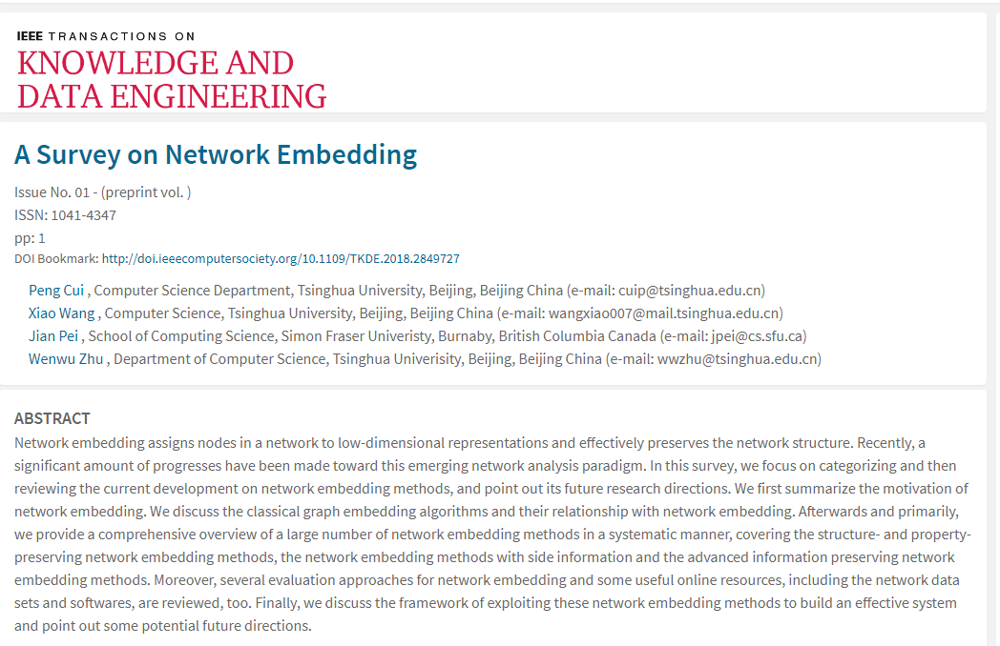 IEEE TRANSACTIONS ON
KNOWLEDGE AND
DATA ENGINEERING
A Survey on Network Embedding
Issue No. 01 - (preprint vol. )
ISSN: 1041-4347
pp: 1
DOI Bookmark: http://doi.ieeecomputersociety.org/10.1109/TKDE.2018.2849727
Peng Cui , Computer Science Department, Tsinghua University, Beijing, Beijing China (e-mail: cuip@tsinghua.edu.cn)
Xiao Wang , Computer Science, Tsinghua University, Beijing, Beijing China (e-mail: wangxiao007@mail.tsinghua.edu.cn)
Jian Pei , School of Computing Science, Simon Fraser Univeristy, Burnaby, British Columbia Canada (e-mail: jpei@cs.sfu.ca)
Wenwu Zhu , Department of Computer Science, Tsinghua Univerisity, Beijing, Beijing China (e-mail: wwzhu@tsinghua.edu.cn)
ABSTRACT
Network embedding assigns nodes in a network to low-dimensional representations and effectively preserves the network structure. Recently, a
significant amount of progresses have been made toward this emerging network analysis paradigm. In this survey, we focus on categorizing and then
reviewing the current development on network embedding methods, and point out its future research directions. We first summarize the motivation of
network embedding. We discuss the classical graph embedding algorithms and their relationship with network embedding. Afterwards and primarily,
we provide a comprehensive overview of a large number of network embedding methods in a systematic manner, covering the structure- and property-
preserving network embedding methods, the network embedding methods with side information and the advanced information preserving network
embedding methods. Moreover, several evaluation approaches for network embedding and some useful online resources, including the network data
sets and softwares, are reviewed, too. Finally, we discuss the framework of exploiting these network embedding methods to build an effective system
and point out some potential future directions.